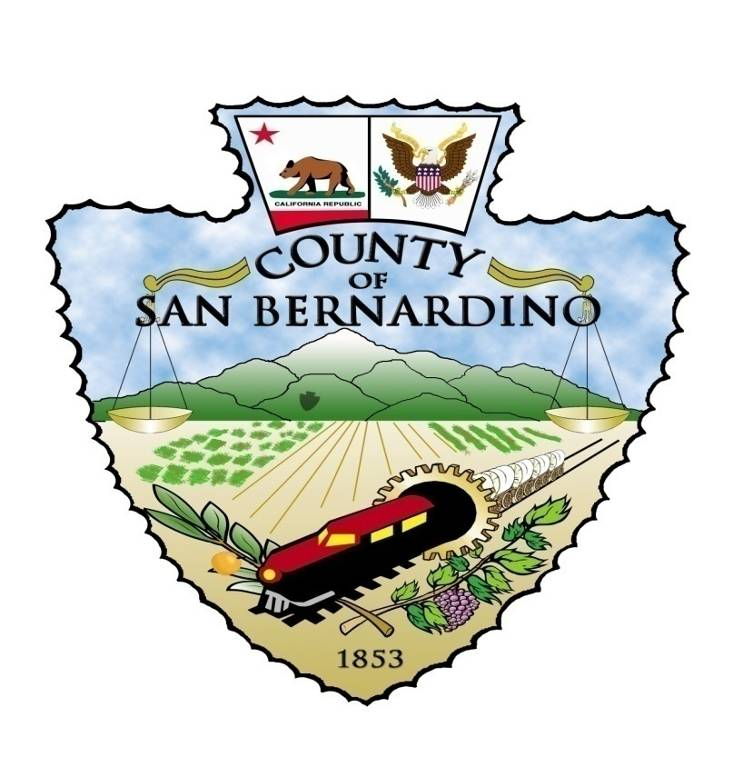 CALIFORNIA REPUBLIC
COUNTY
OF
SAN BERNARDINO
1853